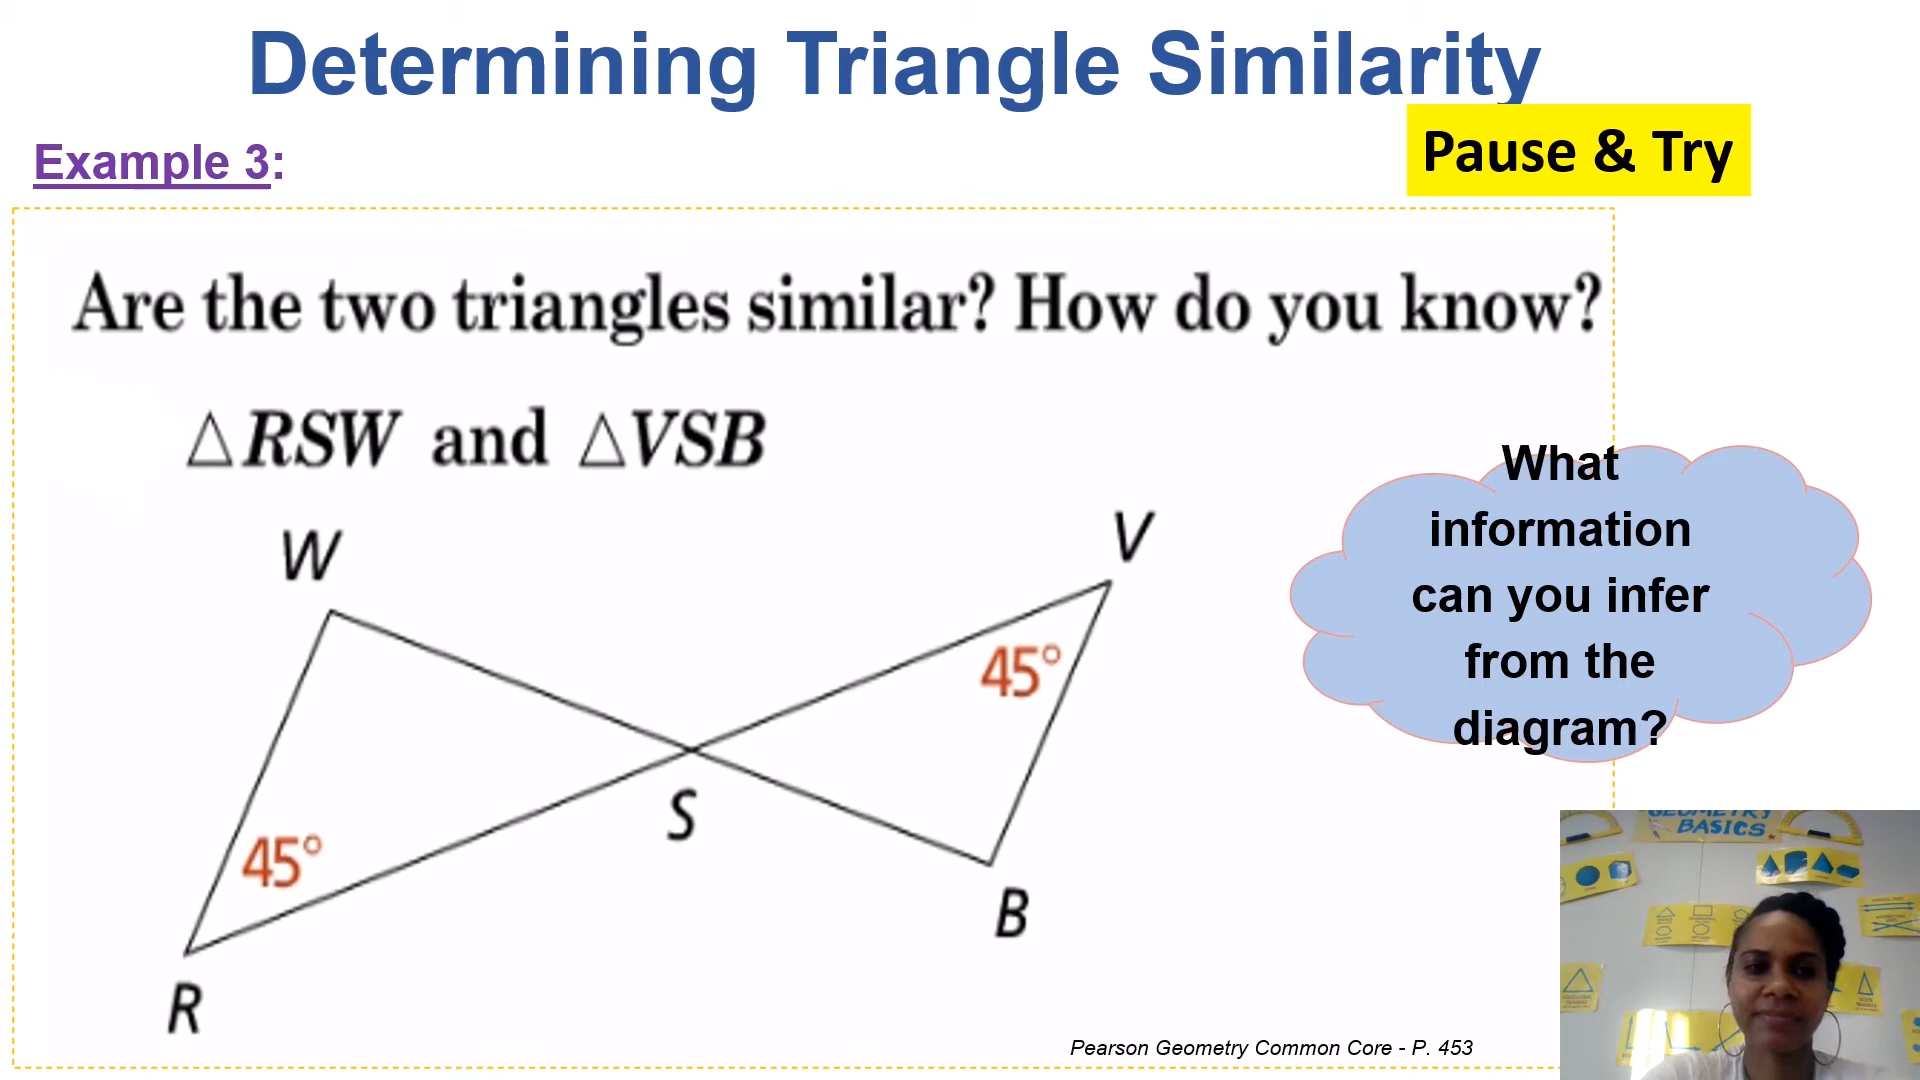 Determining Triangle Similarity
Pause & Try
Example 3:
Are the two triangles similar? How do you know?
△RSW and △VSB
W
V
45°
S
45°
B
R
What
information
can you infer
from the
diagram?
Pearson Geometry Common Core - P. 453
GEOMETRY
BASICS